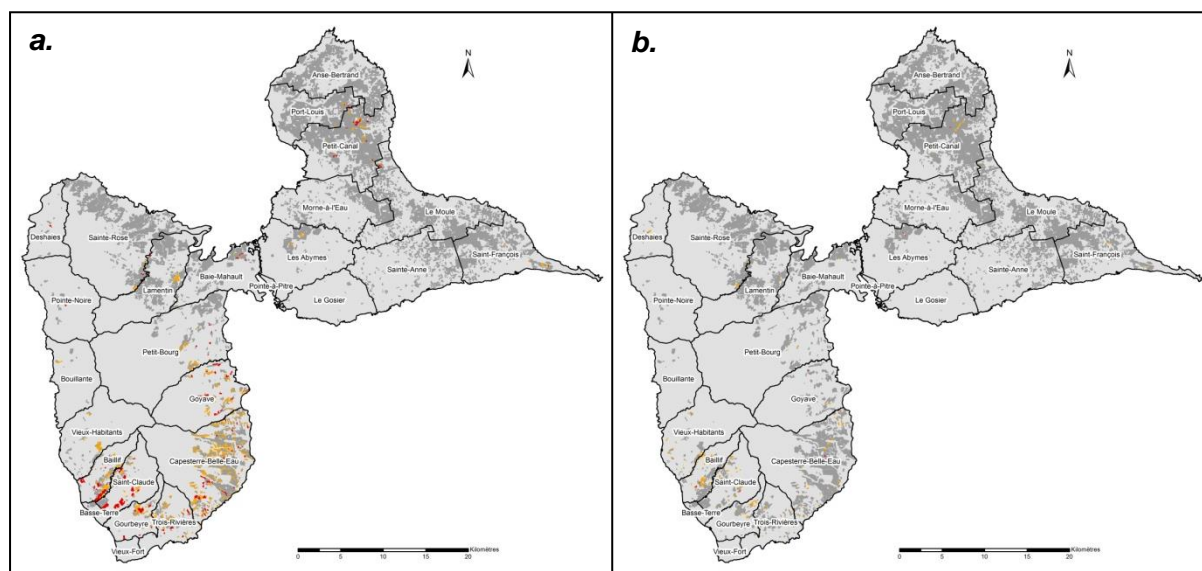 a.
N
Anse-Bertrand
Port-Louis
Petit-Canal
Morne-à-l'Eau
Le Moule
Deshaies
Sainte-Rose
Les Abymes
Saint-François
Lamentin
Baie-Mahault
Sainte-Anne
Pointe-à-Pitre
Pointe-Noire
Le Gosier
Petit-Bourg
Bouillante
Goyave
Vieux-Habitants
Baillif
Capesterre-Belle-Eau
Saint-Claude
Basse-Terre
Gourbeyre
Trois-Rivières
Vieux-Fort
Kilomètres
0 5 10 15 20
b.
N
Anse-Bertrand
Port-Louis
Petit-Canal
Morne-à-l'Eau
Le Moule
Deshaies
Sainte-Rose
Les Abymes
Saint-François
Lamentin
Baie-Mahault
Sainte-Anne
Pointe-à-Pitre
Pointe-Noire
Le Gosier
Petit-Bourg
Bouillante
Goyave
Vieux-Habitants
Baillif
Capesterre-Belle-Eau
Saint-Claude
Basse-Terre
Gourbeyre
Trois-Rivières
Vieux-Fort
Kilomètres
0 5 10 15 20